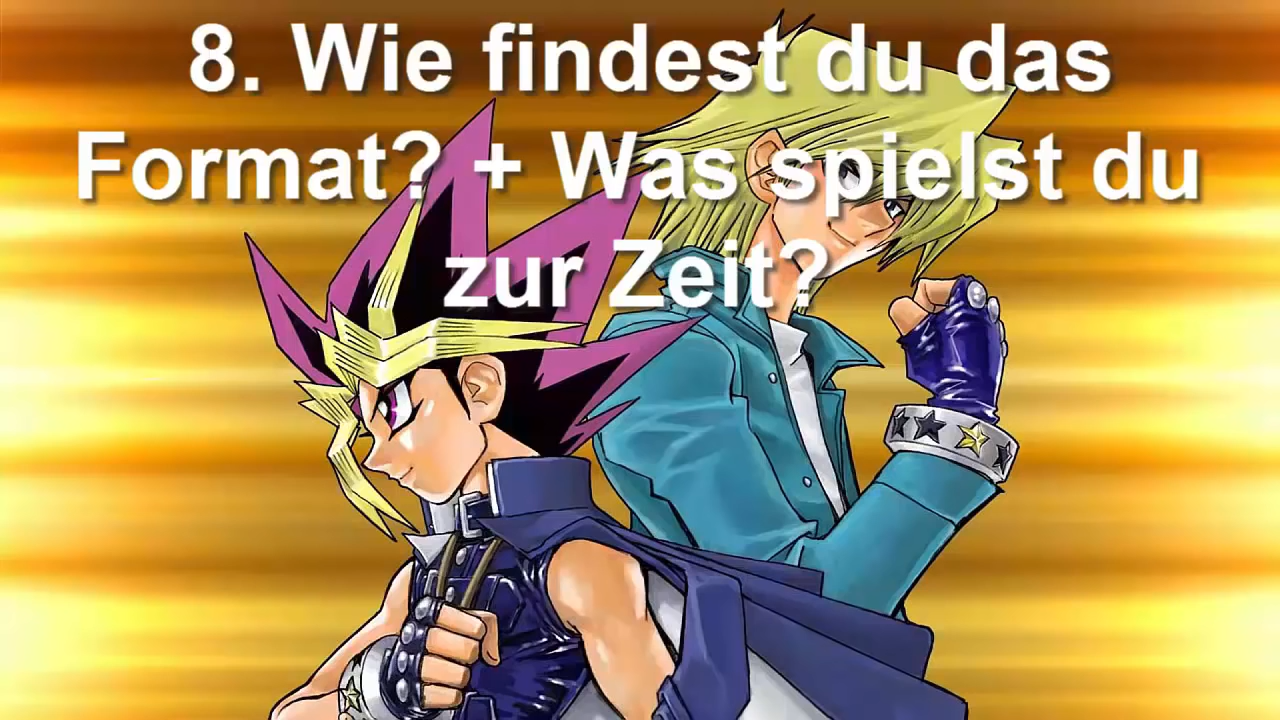 8. Wie findest du das
Format? + Was spielst du
zur Zeit?